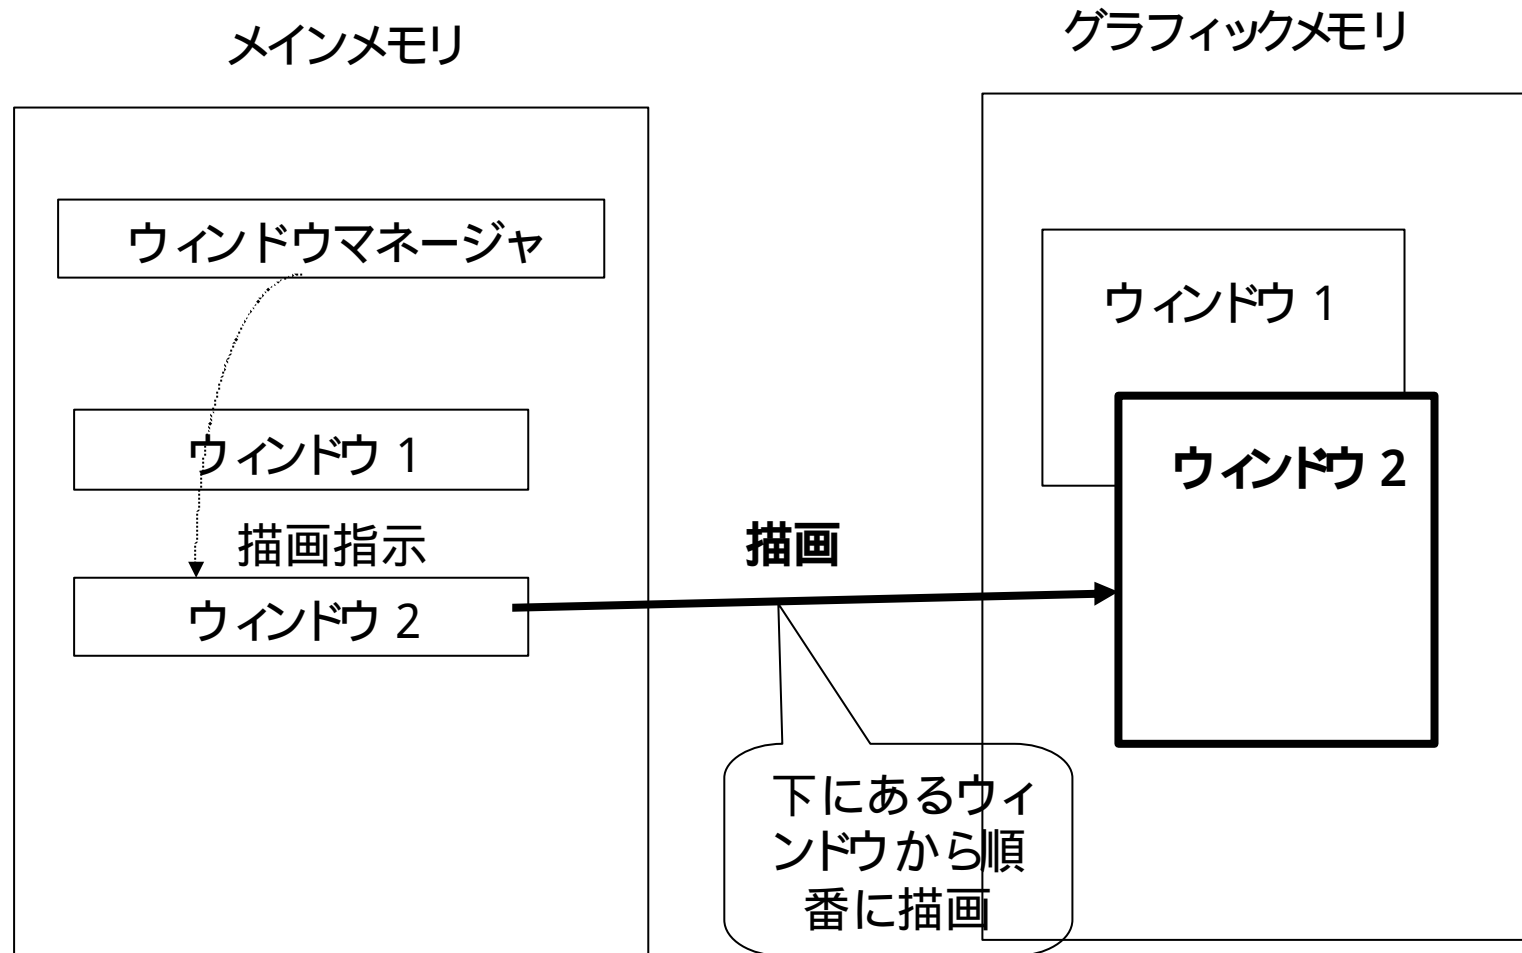 メインメモリ
グラフィックメモリ
ウィンドウマネージャ
ウィンドウ 1
描画指示
ウィンドウ 2
描画
ウィンドウ 1
ウィンドウ 2
下にあるウィ
ンドウから順
番に描画